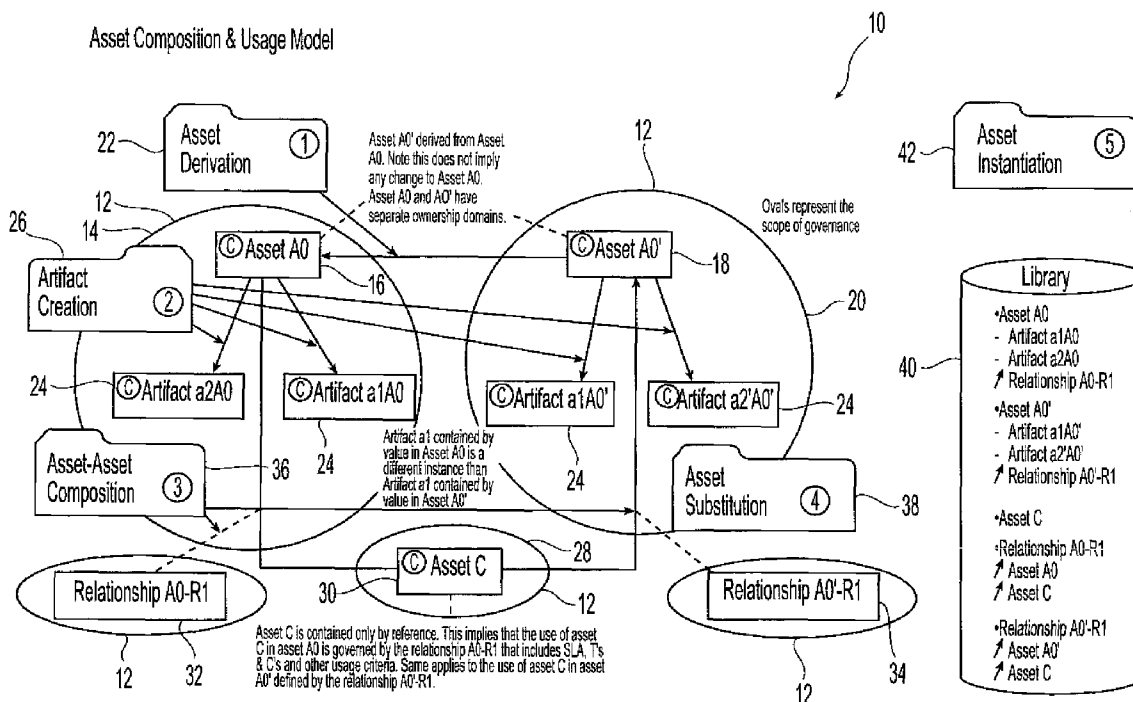 Asset Composition & Usage Model
10
22
Asset
Derivation
1
Asset A0' derived from Asset
A0. Note this does not imply
any change to Asset A0.
Asset A0 and AO' have
separate ownership domains.
12
42
Asset
Instantiation
5
Ovals represent the
scope of governance
12
14
26
C Asset A0
16
C Asset A0'
18
Artifact
Creation
2
20
24
C Artifact a2A0
C Artifact a1A0
24
C Artifact a1A0'
24
C Artifact a2'A0'
24
Asset-Asset
Composition
3
36
Artifact a1 contained by
value in Asset A0 is a
different instance than
Artifact a1 contained by
value in Asset A0'
Asset
Substitution
4
38
28
C Asset C
30
12
Relationship A0-R1
32
12
Relationship A0'-R1
34
12
Asset C is contained only by reference. This implies that the use of asset
C in asset A0 is governed by the relationship A0-R1 that includes SLA, T's
& C's and other usage criteria. Same applies to the use of asset C in asset
A0' defined by the relationship A0'-R1.
40
Library
•Asset A0
- Artifact a1A0
- Artifact a2A0
↗ Relationship A0-R1
•Asset A0'
- Artifact a1A0'
- Artifact a2'A0'
↗ Relationship A0'-R1
•Asset C
•Relationship A0-R1
↗ Asset A0
↗ Asset C
•Relationship A0'-R1
↗ Asset A0'
↗ Asset C